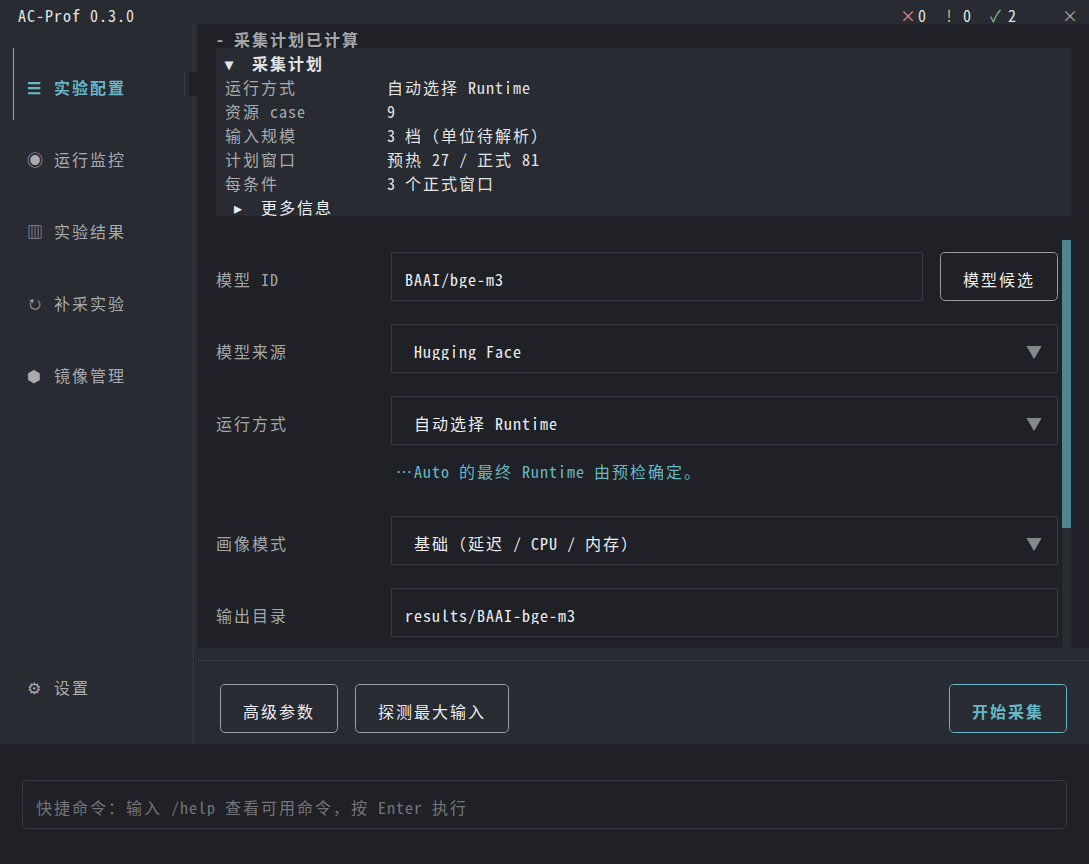 AC-Prof 0.3.0
× 0 ! 0 ✓ 2 ×
☰ 实验配置
◉ 运行监控
▥ 实验结果
↻ 补采实验
⬢ 镜像管理
⚙ 设置
- 采集计划已计算
▼ 采集计划
运行方式 自动选择 Runtime
资源 case 9
输入规模 3 档（单位待解析）
计划窗口 预热 27 / 正式 81
每条件 3 个正式窗口
▸ 更多信息
模型 ID BAAI/bge-m3 模型候选
模型来源 Hugging Face ▼
运行方式 自动选择 Runtime ▼
…Auto 的最终 Runtime 由预检确定。
画像模式 基础（延迟 / CPU / 内存） ▼
输出目录 results/BAAI-bge-m3
高级参数 探测最大输入 开始采集
快捷命令：输入 /help 查看可用命令，按 Enter 执行